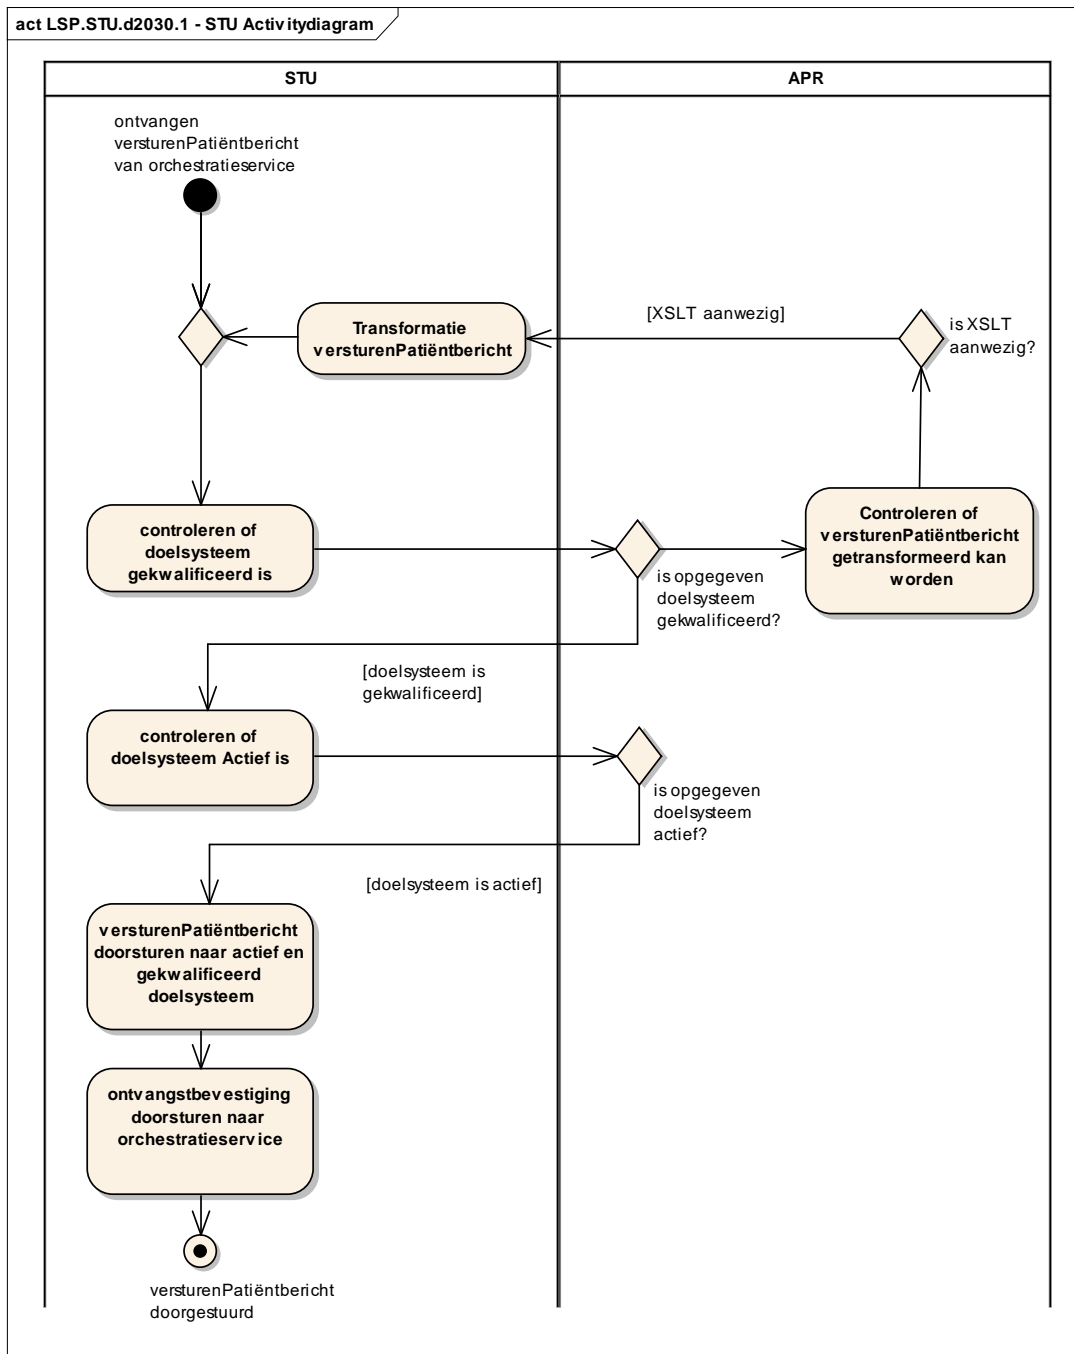 act LSP.STU.d2030.1 - STU Activitydiagram
STU
APR
ontvangen
versturenPatiëntbericht
van orchestratieservice
Transformatie
versturenPatiëntbericht
[XSLT aanwezig]
is XSLT
aanwezig?
controleren of
doelsysteem
gekwalificeerd is
is opgegeven
doelsysteem
gekwalificeerd?
Controleren of
versturenPatiëntbericht
getransformeerd kan
worden
[doelsysteem is
gekwalificeerd]
controleren of
doelsysteem Actief is
is opgegeven
doelsysteem
actief?
[doelsysteem is actief]
versturenPatiëntbericht
doorsturen naar actief en
gekwalificeerd
doelsysteem
ontvangstbevestiging
doorsturen naar
orchestratieservice
versturenPatiëntbericht
doorgestuurd